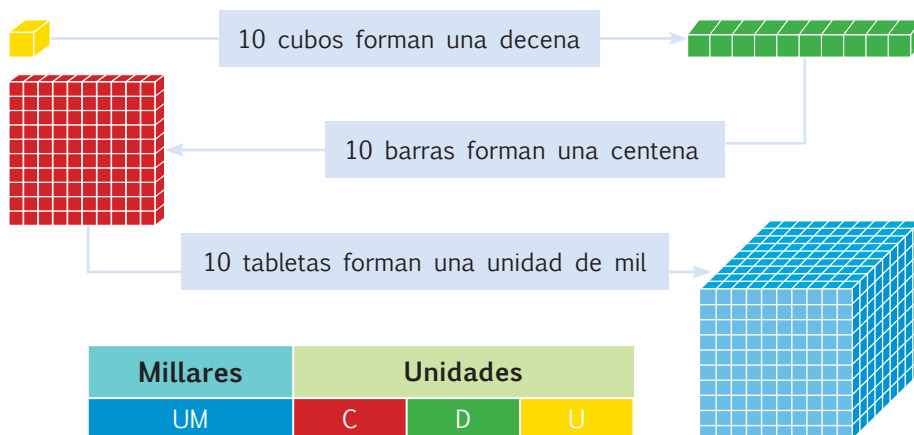 10 cubos forman una decena
10 barras forman una centena
10 tabletas forman una unidad de mil
Millares Unidades
UM C D U